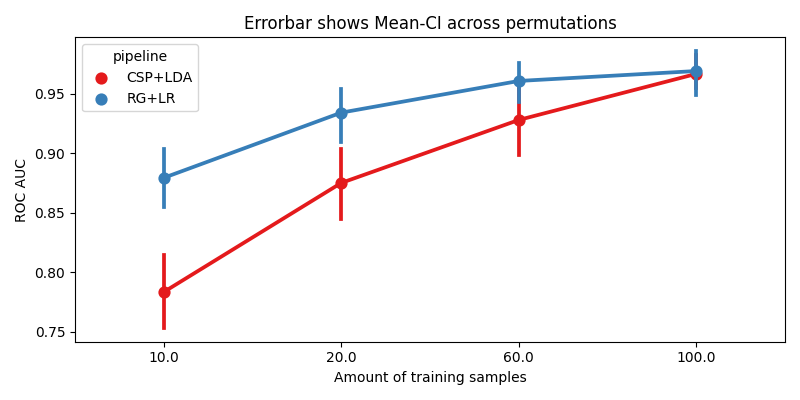 Errorbar shows Mean-CI across permutations
pipeline
CSP+LDA
RG+LR
ROC AUC
0.95
0.90
0.85
0.80
0.75
10.0 20.0 60.0 100.0
Amount of training samples